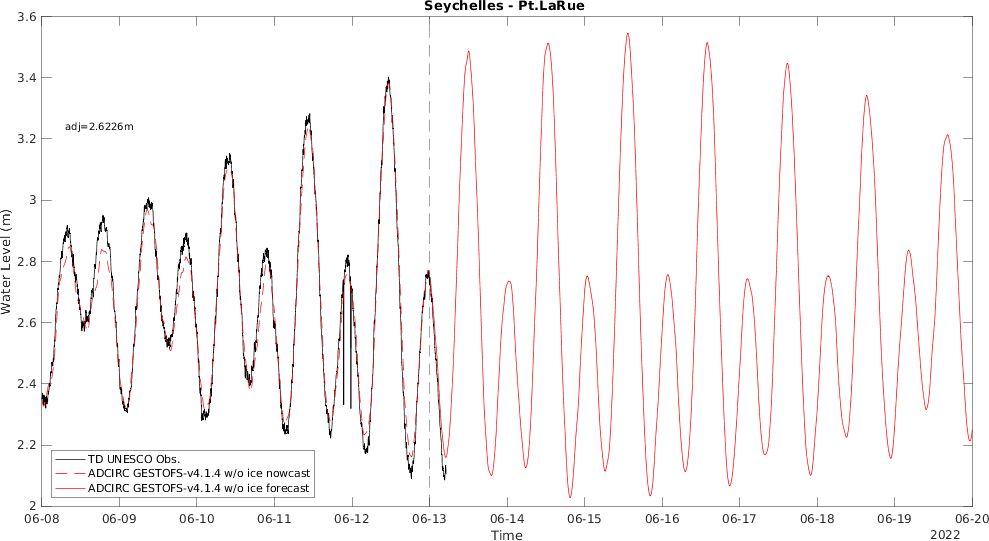 Seychelles - Pt.LaRue
3.6
3.4
3.2
3
2.8
2.6
2.4
2.2
2
Water Level (m)
adj=2.6226m
TD UNESCO Obs.
ADCIRC GESTOFS-v4.1.4 w/o ice nowcast
ADCIRC GESTOFS-v4.1.4 w/o ice forecast
06-08 06-09 06-10 06-11 06-12 06-13 06-14 06-15 06-16 06-17 06-18 06-19 06-20
Time
2022